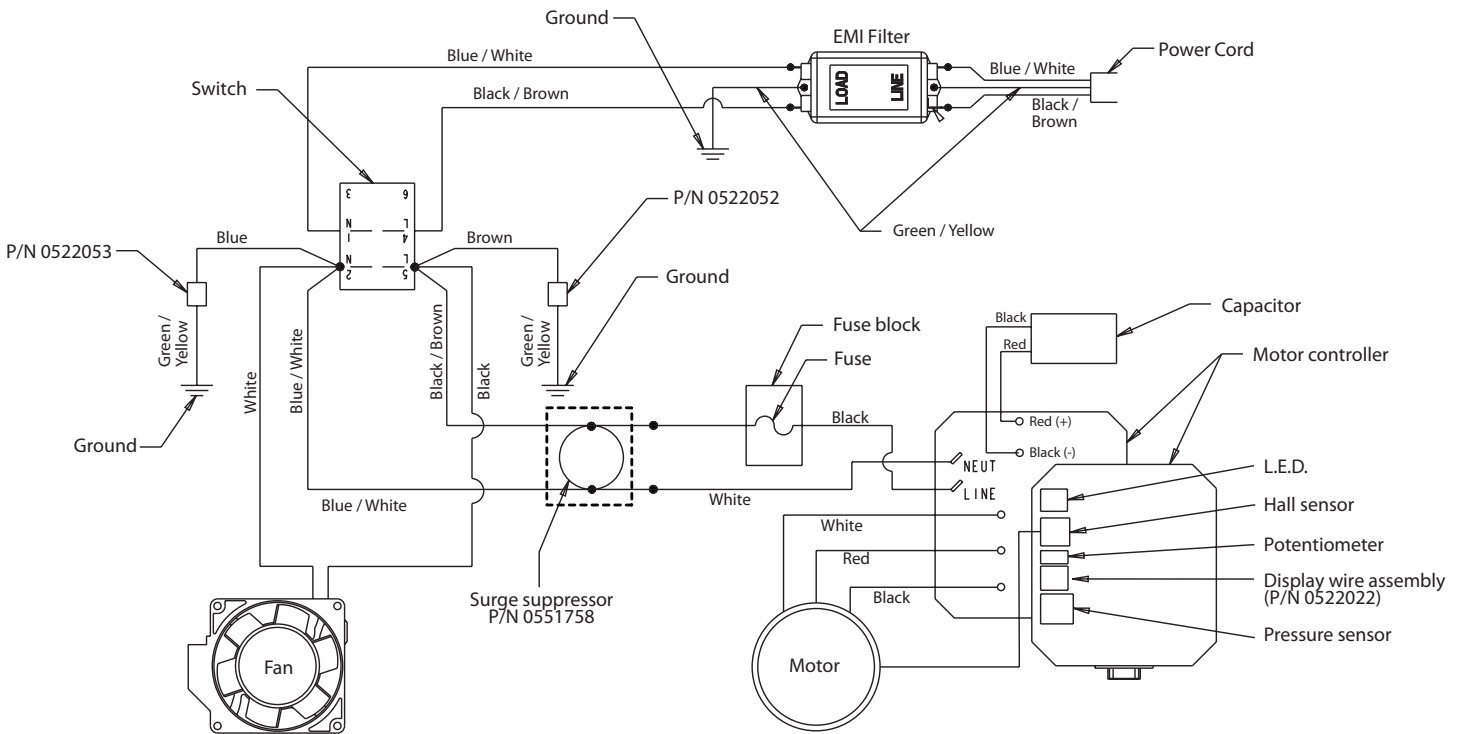 Ground
EMI Filter
Power Cord
Blue / White
Blue / White
LOAD
LINE
Switch
Black / Brown
Black /
Brown
Ground
3
6
P/N 0522052
N
L
1
4
Green / Yellow
P/N 0522053
Blue
Brown
N
L
2
5
Ground
Green /
Yellow
Green /
Yellow
White
Blue / White
Black / Brown
Black
Ground
Fuse block
Fuse
Black
Capacitor
Black
Red
Motor controller
Red (+)
Black (-)
NEUT
LINE
Blue / White
White
L.E.D.
Hall sensor
Potentiometer
Display wire assembly
(P/N 0522022)
Pressure sensor
White
Red
Black
Surge suppressor
P/N 0551758
Fan
Motor